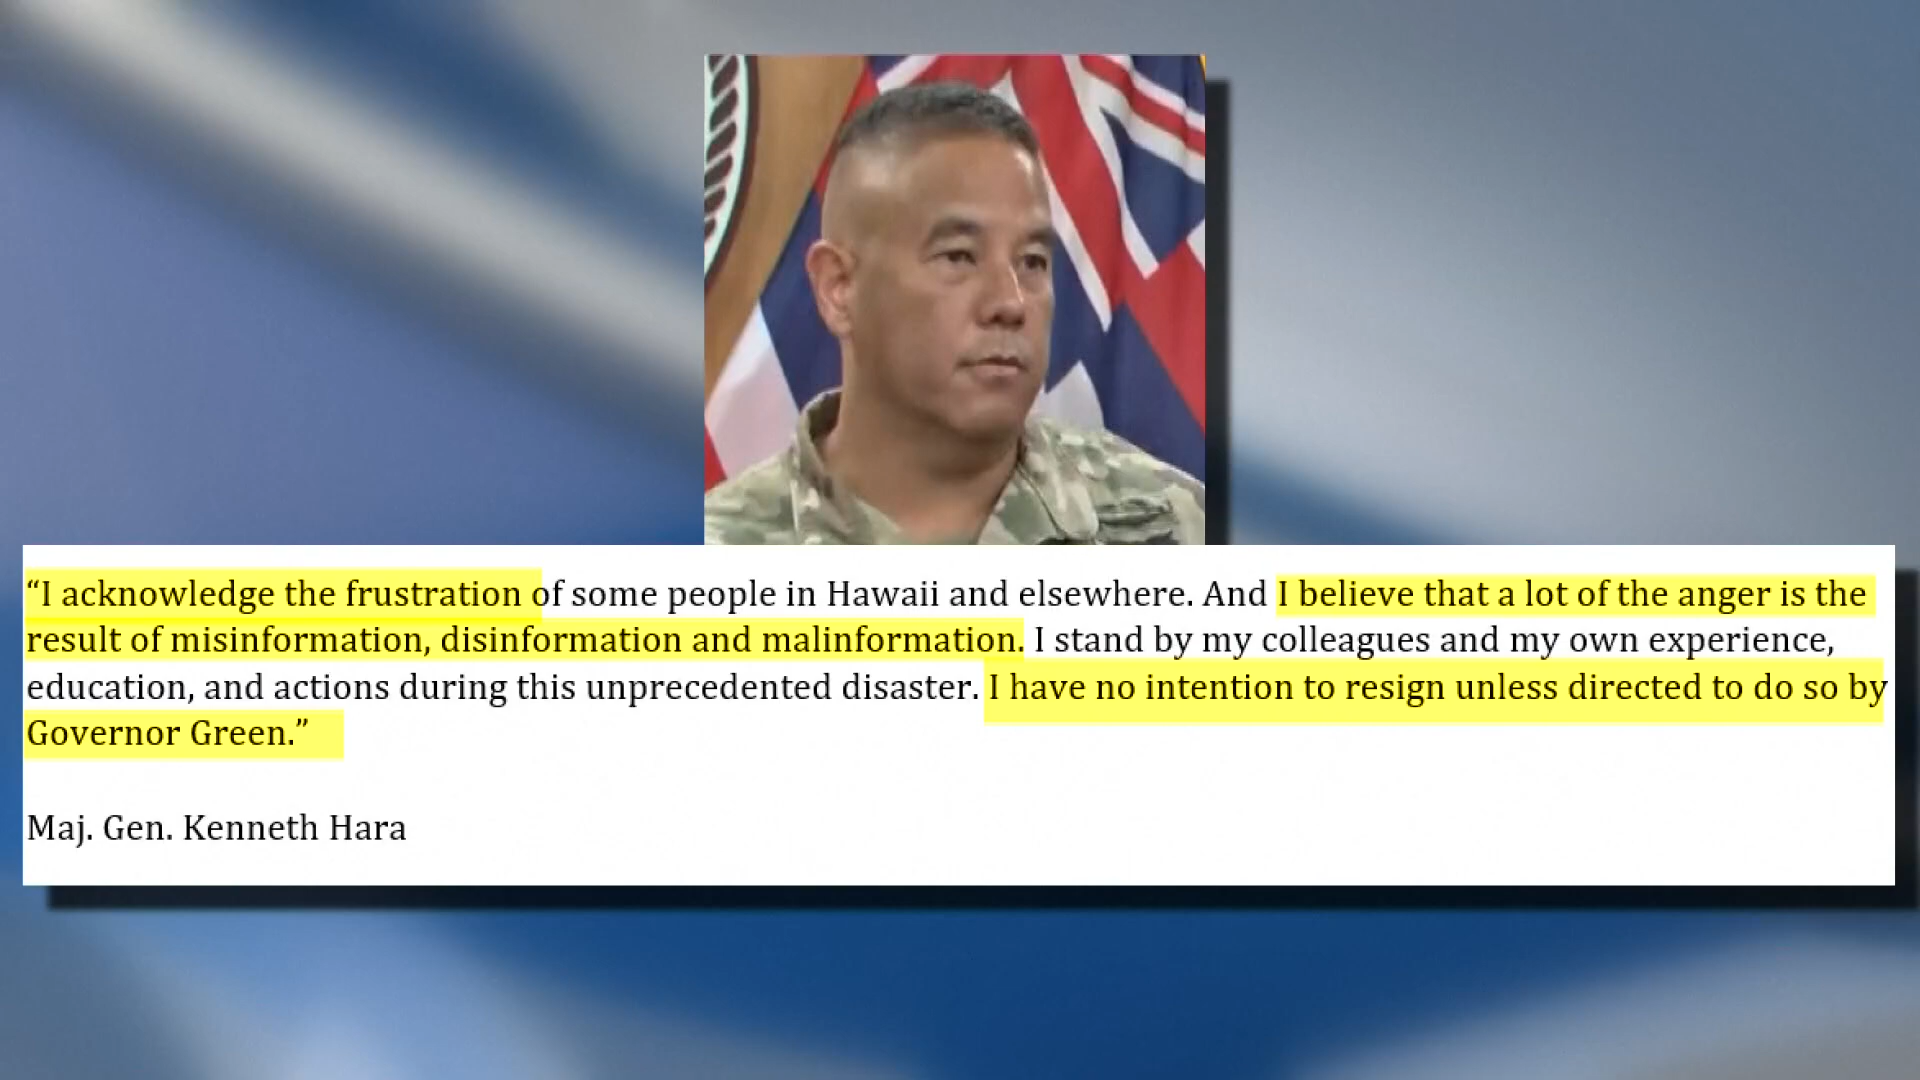 “I acknowledge the frustration of some people in Hawaii and elsewhere. And I believe that a lot of the anger is the
result of misinformation, disinformation and malinformation. I stand by my colleagues and my own experience,
education, and actions during this unprecedented disaster. I have no intention to resign unless directed to do so by
Governor Green.”
Maj. Gen. Kenneth Hara